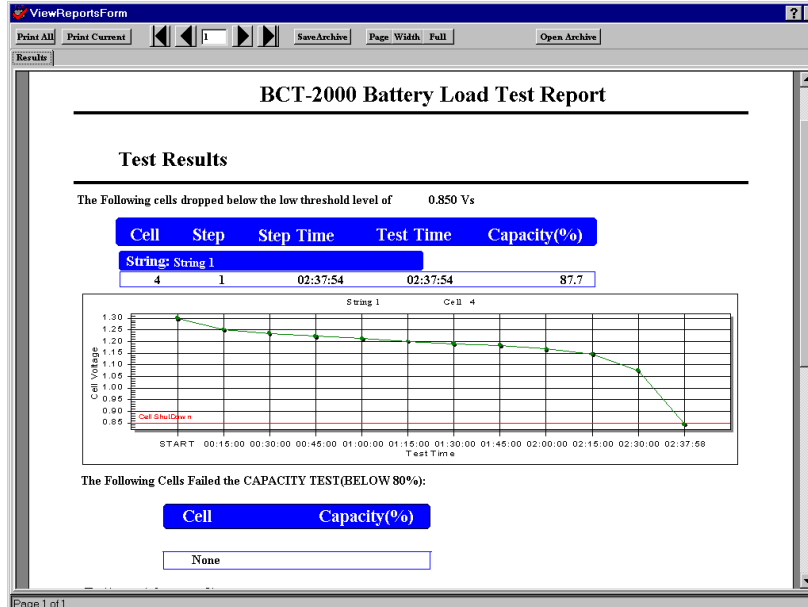 ViewReportsForm
?
Print All Print Current 1 SaveArchive Page Width Full Open Archive
Results
BCT-2000 Battery Load Test Report
Test Results
The Following cells dropped below the low threshold level of 0.850 Vs
Cell Step Step Time Test Time Capacity(%)
String: String 1
4 1 02:37:54 02:37:54 87.7
String 1 Cell 4
1.30
1.25
1.20
1.15
1.10
1.05
1.00
0.95
0.90
0.85
Cell Voltage
Cell ShutDown
START 00:15:00 00:30:00 00:45:00 01:00:00 01:15:00 01:30:00 01:45:00 02:00:00 02:15:00 02:30:00 02:37:58
Test Time
The Following Cells Failed the CAPACITY TEST(BELOW 80%):
Cell Capacity(%)
None
Page 1 of 1